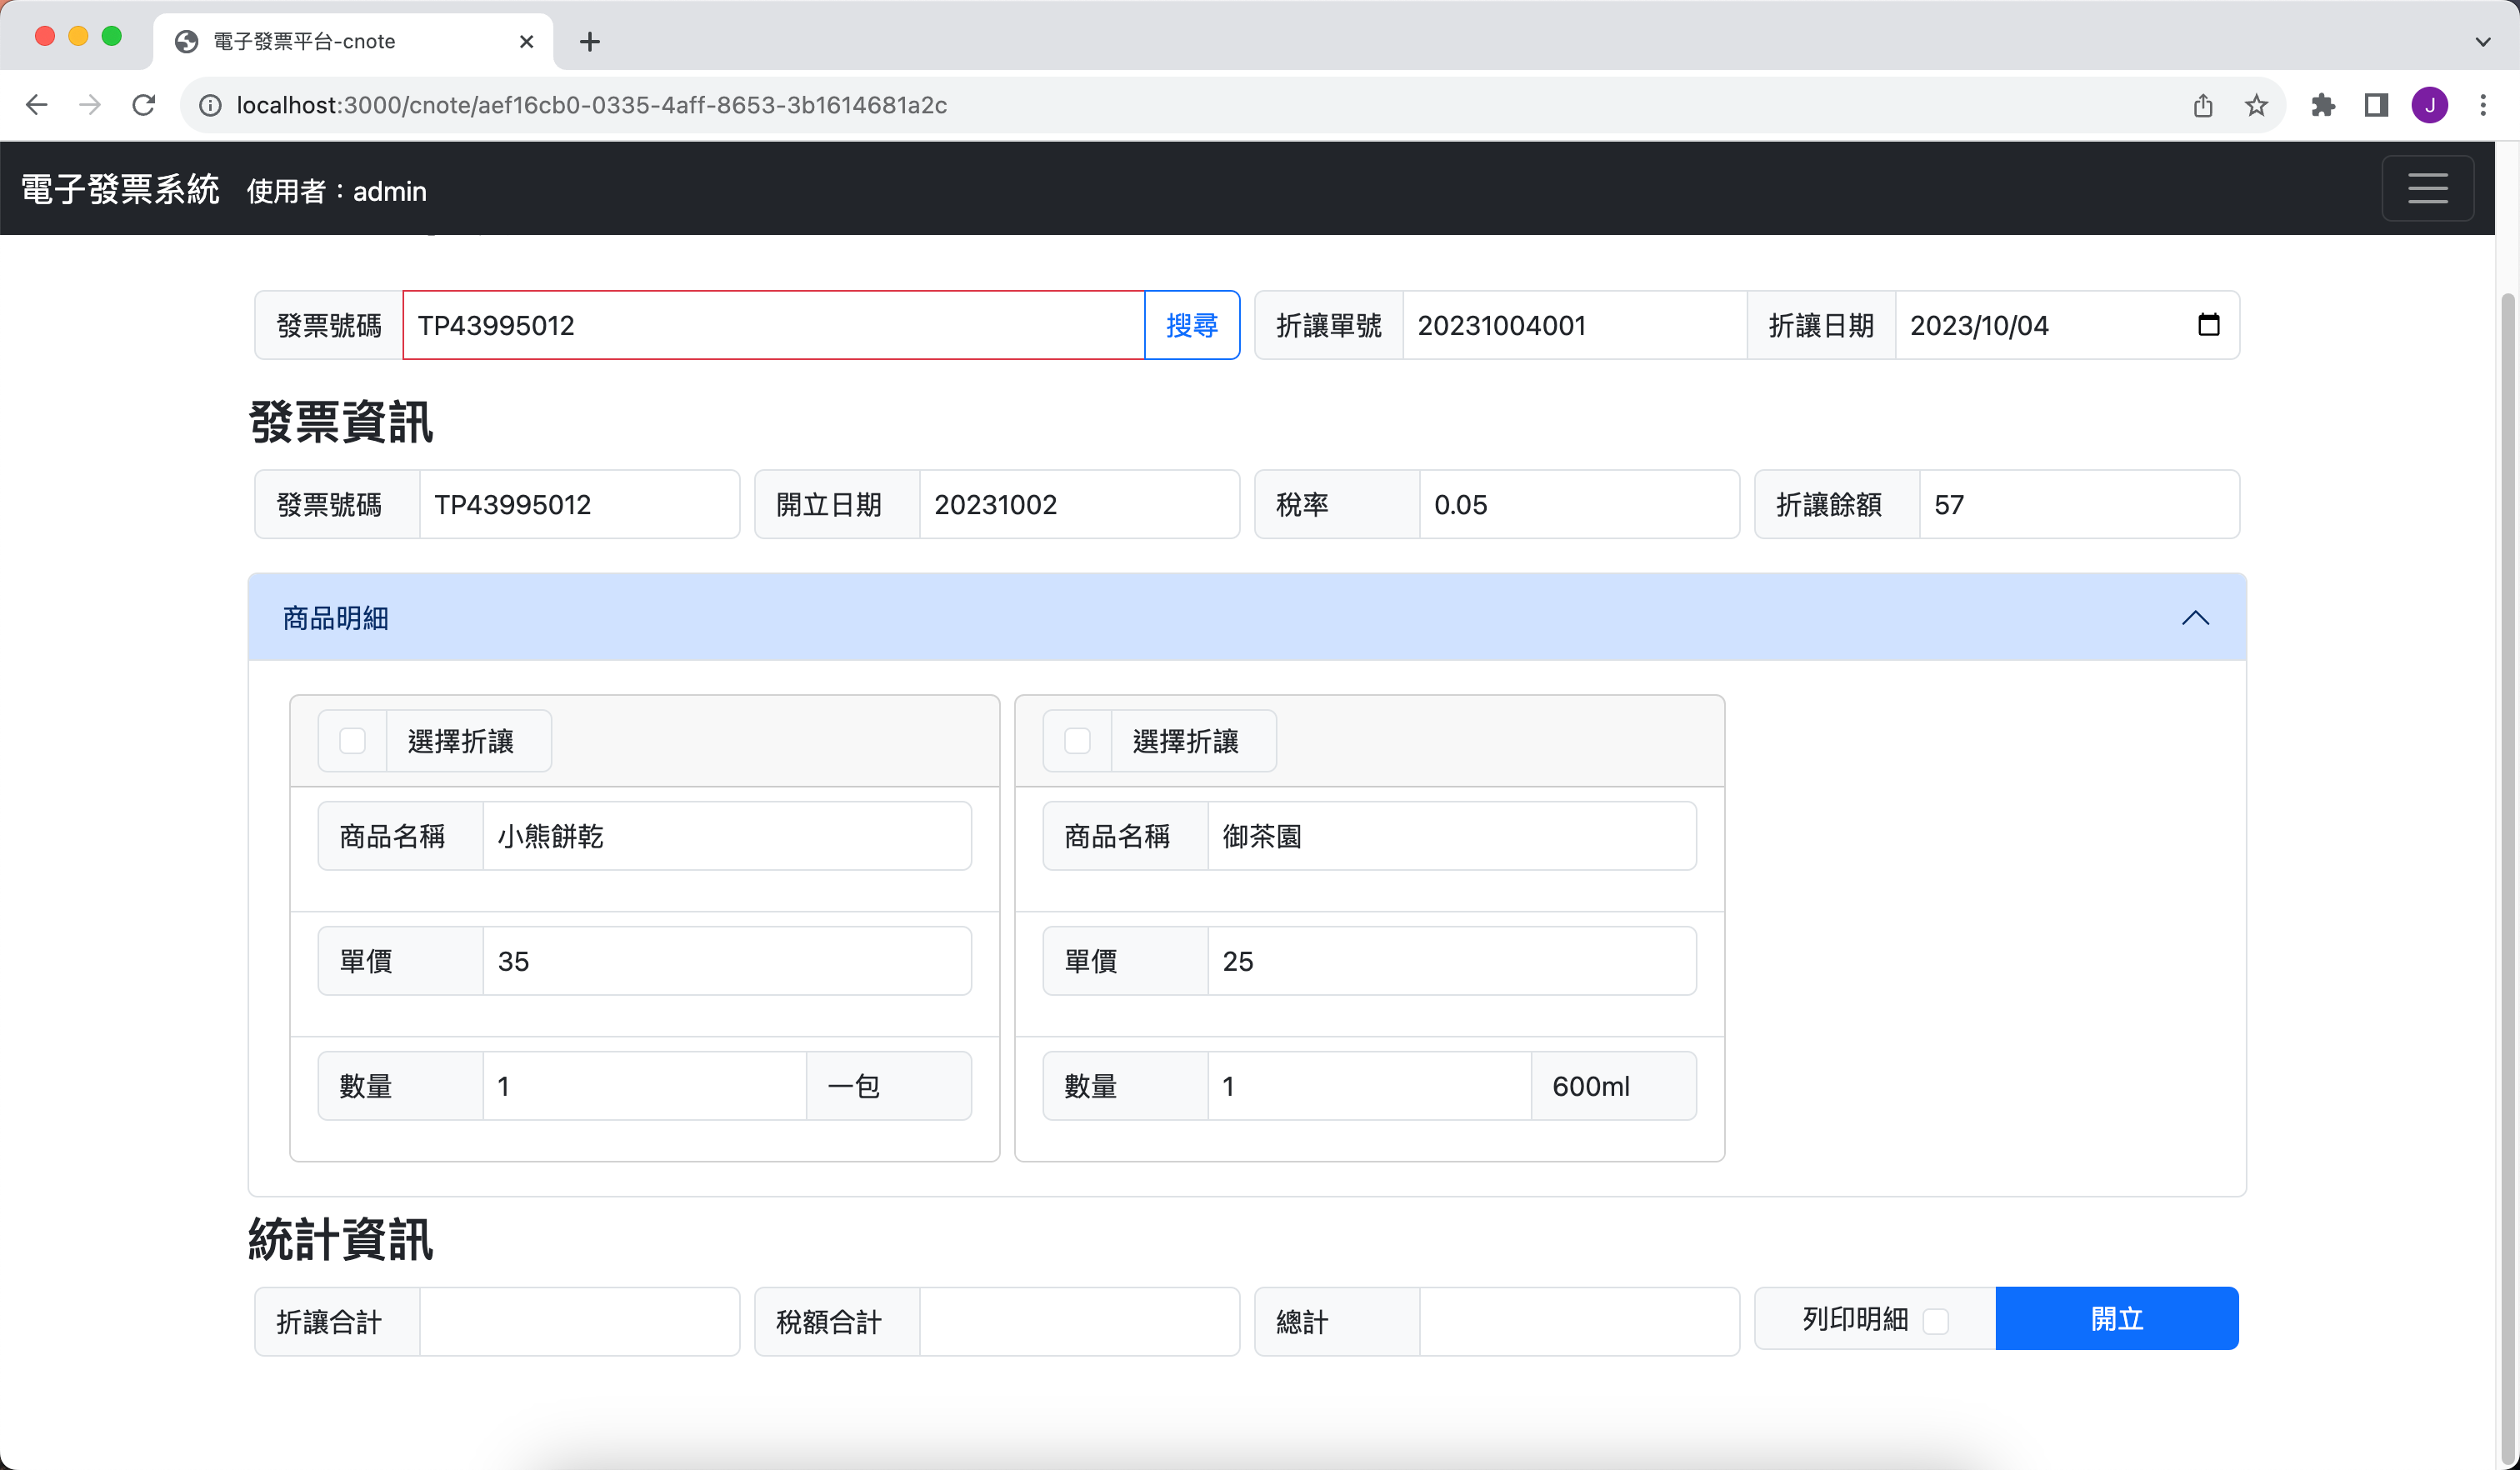 電子發票平台-cnote
localhost:3000/cnote/aef16cb0-0335-4aff-8653-3b1614681a2c
J
電子發票系統 使用者：admin
發票號碼 TP43995012 搜尋 折讓單號 20231004001 折讓日期 2023/10/04
發票資訊
發票號碼 TP43995012 開立日期 20231002 稅率 0.05 折讓餘額 57
商品明細
選擇折讓 選擇折讓
商品名稱 小熊餅乾 商品名稱 御茶園
單價 35 單價 25
數量 1 一包 數量 1 600ml
統計資訊
折讓合計 稅額合計 總計 列印明細 開立